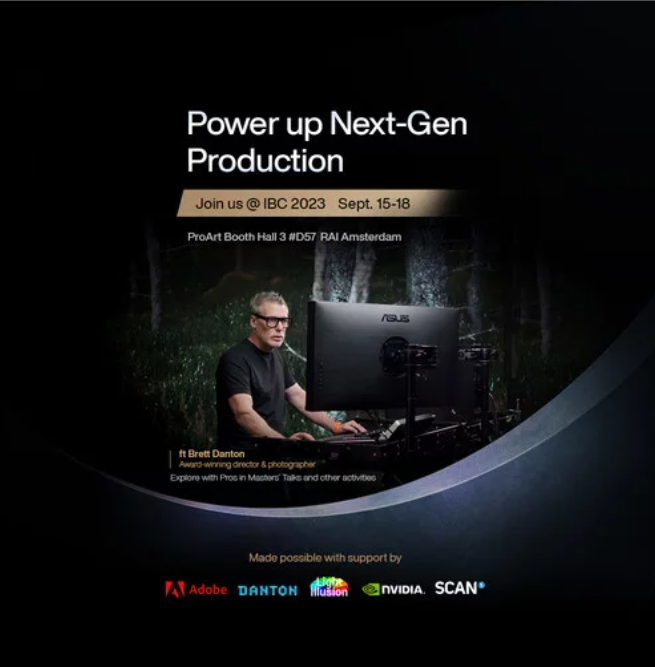 Power up Next-Gen
Production
Join us @ IBC 2023 Sept. 15-18
ProArt Booth Hall 3 #D57 RAI Amsterdam
ASUS
ft Brett Danton
Award-winning director & photographer
Explore with Pros in Masters' Talks and other activities
Made possible with support by
Adobe DANTON Light Illusion NVIDIA. SCAN